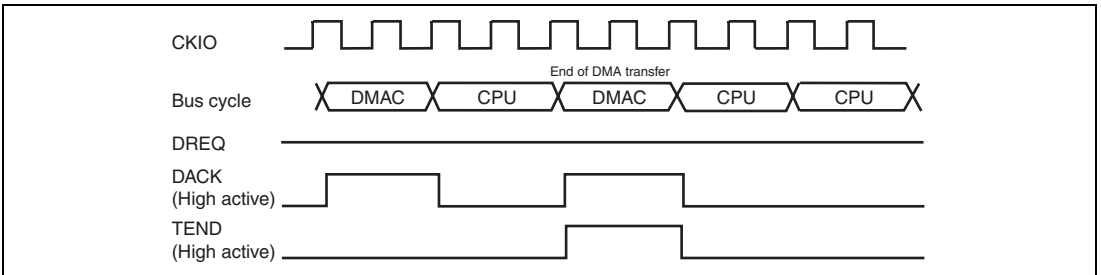 CKIO
End of DMA transfer
Bus cycle
DMAC
CPU
DMAC
CPU
CPU
DREQ
DACK
(High active)
TEND
(High active)